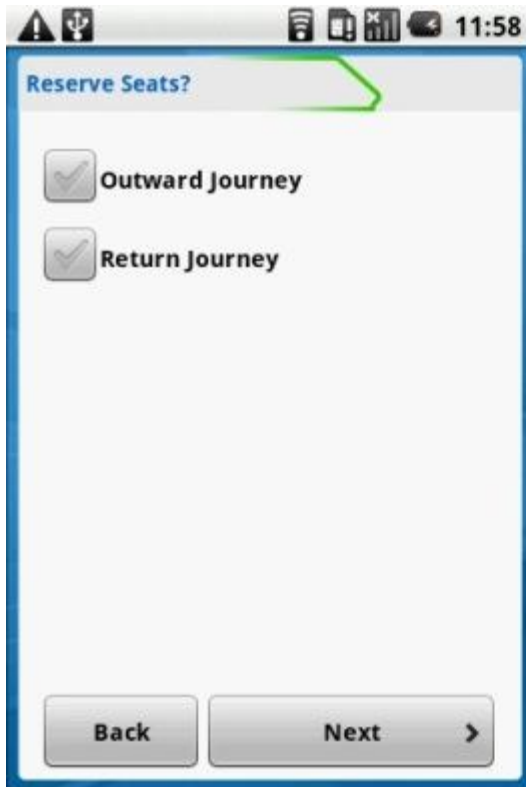 11:58
Reserve Seats?
Outward Journey
Return Journey
Back Next